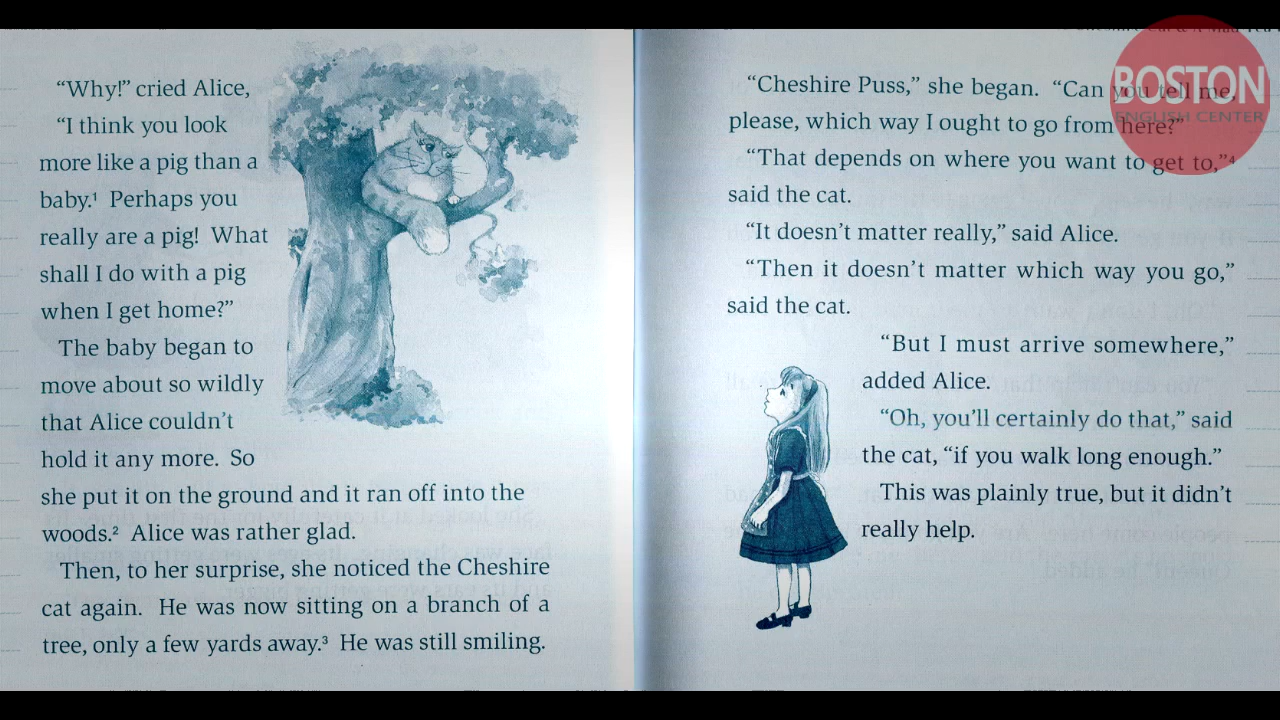 “Why!” cried Alice,
“I think you look
more like a pig than a
baby.¹ Perhaps you
really are a pig! What
shall I do with a pig
when I get home?”
The baby began to
move about so wildly
that Alice couldn’t
hold it any more. So
she put it on the ground and it ran off into the
woods.² Alice was rather glad.
Then, to her surprise, she noticed the Cheshire
cat again. He was now sitting on a branch of a
tree, only a few yards away.³ He was still smiling.
“Cheshire Puss,” she began. “Can you tell me,
please, which way I ought to go from here?”
“That depends on where you want to get to,”⁴
said the cat.
“It doesn’t matter really,” said Alice.
“Then it doesn’t matter which way you go,”
said the cat.
“But I must arrive somewhere,”
added Alice.
“Oh, you’ll certainly do that,” said
the cat, “if you walk long enough.”
This was plainly true, but it didn’t
really help.
BOSTON
ENGLISH CENTER